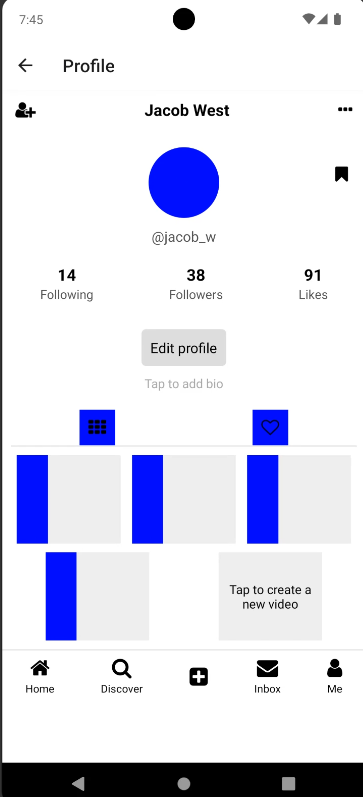 7:45
Profile
Jacob West
@jacob_w
14
38
91
Following
Followers
Likes
Edit profile
Tap to add bio
Tap to create a
new video
Home
Discover
Inbox
Me